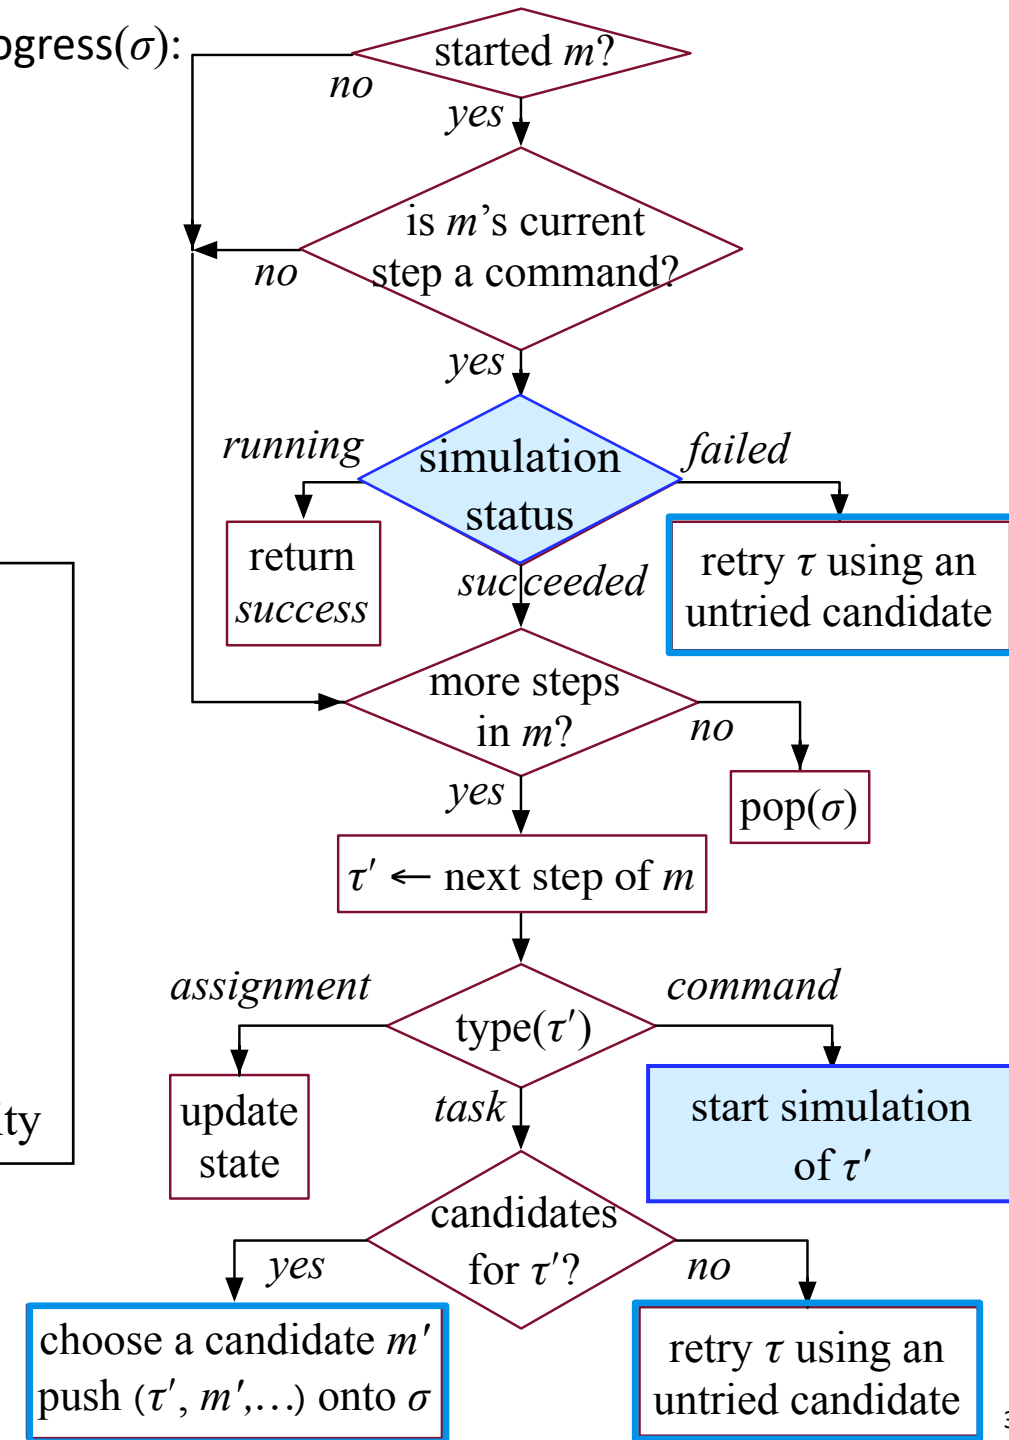 ogress(σ):
started m?
no
yes
is m’s current
step a command?
no
yes
running
simulation
status
failed
return
success
succeeded
retry τ using an
untried candidate
more steps
in m?
no
yes
pop(σ)
τ′ ← next step of m
assignment
type(τ′)
command
update
state
task
start simulation
of τ′
ity
candidates
for τ′?
yes
no
choose a candidate m′
push (τ′, m′,…) onto σ
retry τ using an
untried candidate
3